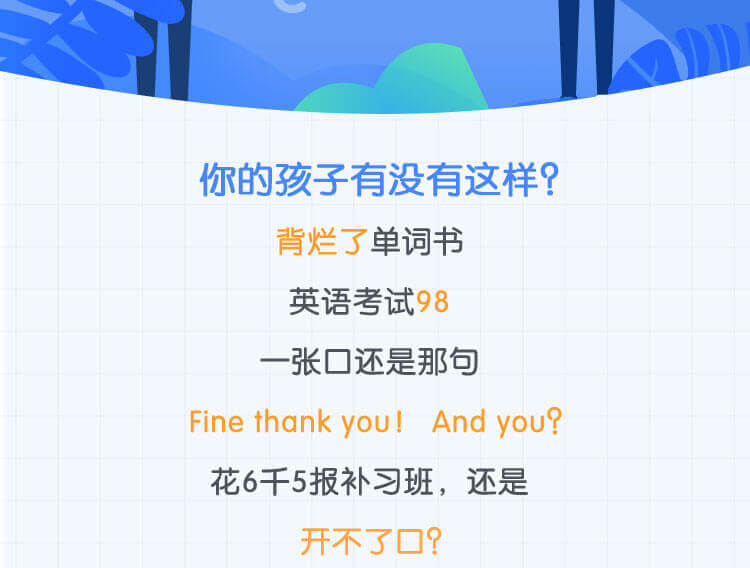 你的孩子有没有这样？
背烂了单词书
英语考试98
一张口还是那句
Fine thank you！ And you？
花6千5报补习班，还是
开不了口？